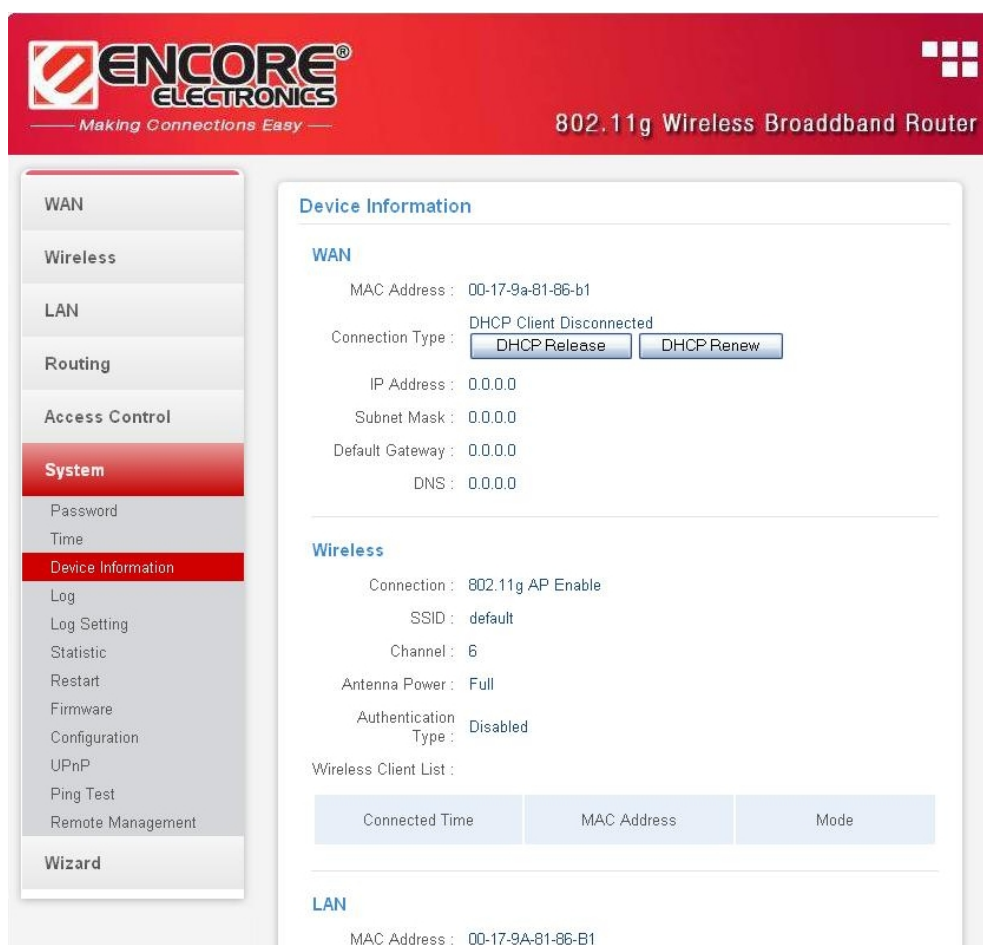 ENCORE®
ELECTRONICS
Making Connections Easy
802.11g Wireless Broaddband Router
WAN
Wireless
LAN
Routing
Access Control
System
Password
Time
Device Information
Log
Log Setting
Statistic
Restart
Firmware
Configuration
UPnP
Ping Test
Remote Management
Wizard
Device Information
WAN
MAC Address : 00-17-9a-81-86-b1
Connection Type : DHCP Client Disconnected
DHCP Release DHCP Renew
IP Address : 0.0.0.0
Subnet Mask : 0.0.0.0
Default Gateway : 0.0.0.0
DNS : 0.0.0.0
Wireless
Connection : 802.11g AP Enable
SSID : default
Channel : 6
Antenna Power : Full
Authentication Type : Disabled
Wireless Client List :
Connected Time MAC Address Mode
LAN
MAC Address : 00-17-9A-81-86-B1